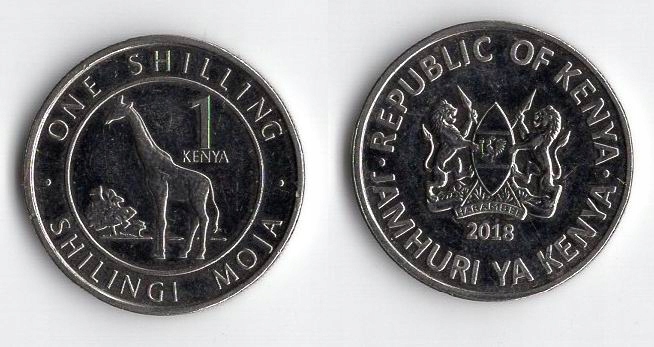 ONE SHILLING
1
KENYA
SHILINGI MOJA
REPUBLIC OF KENYA
HARAMBEE
2018
JAMHURI YA KENYA